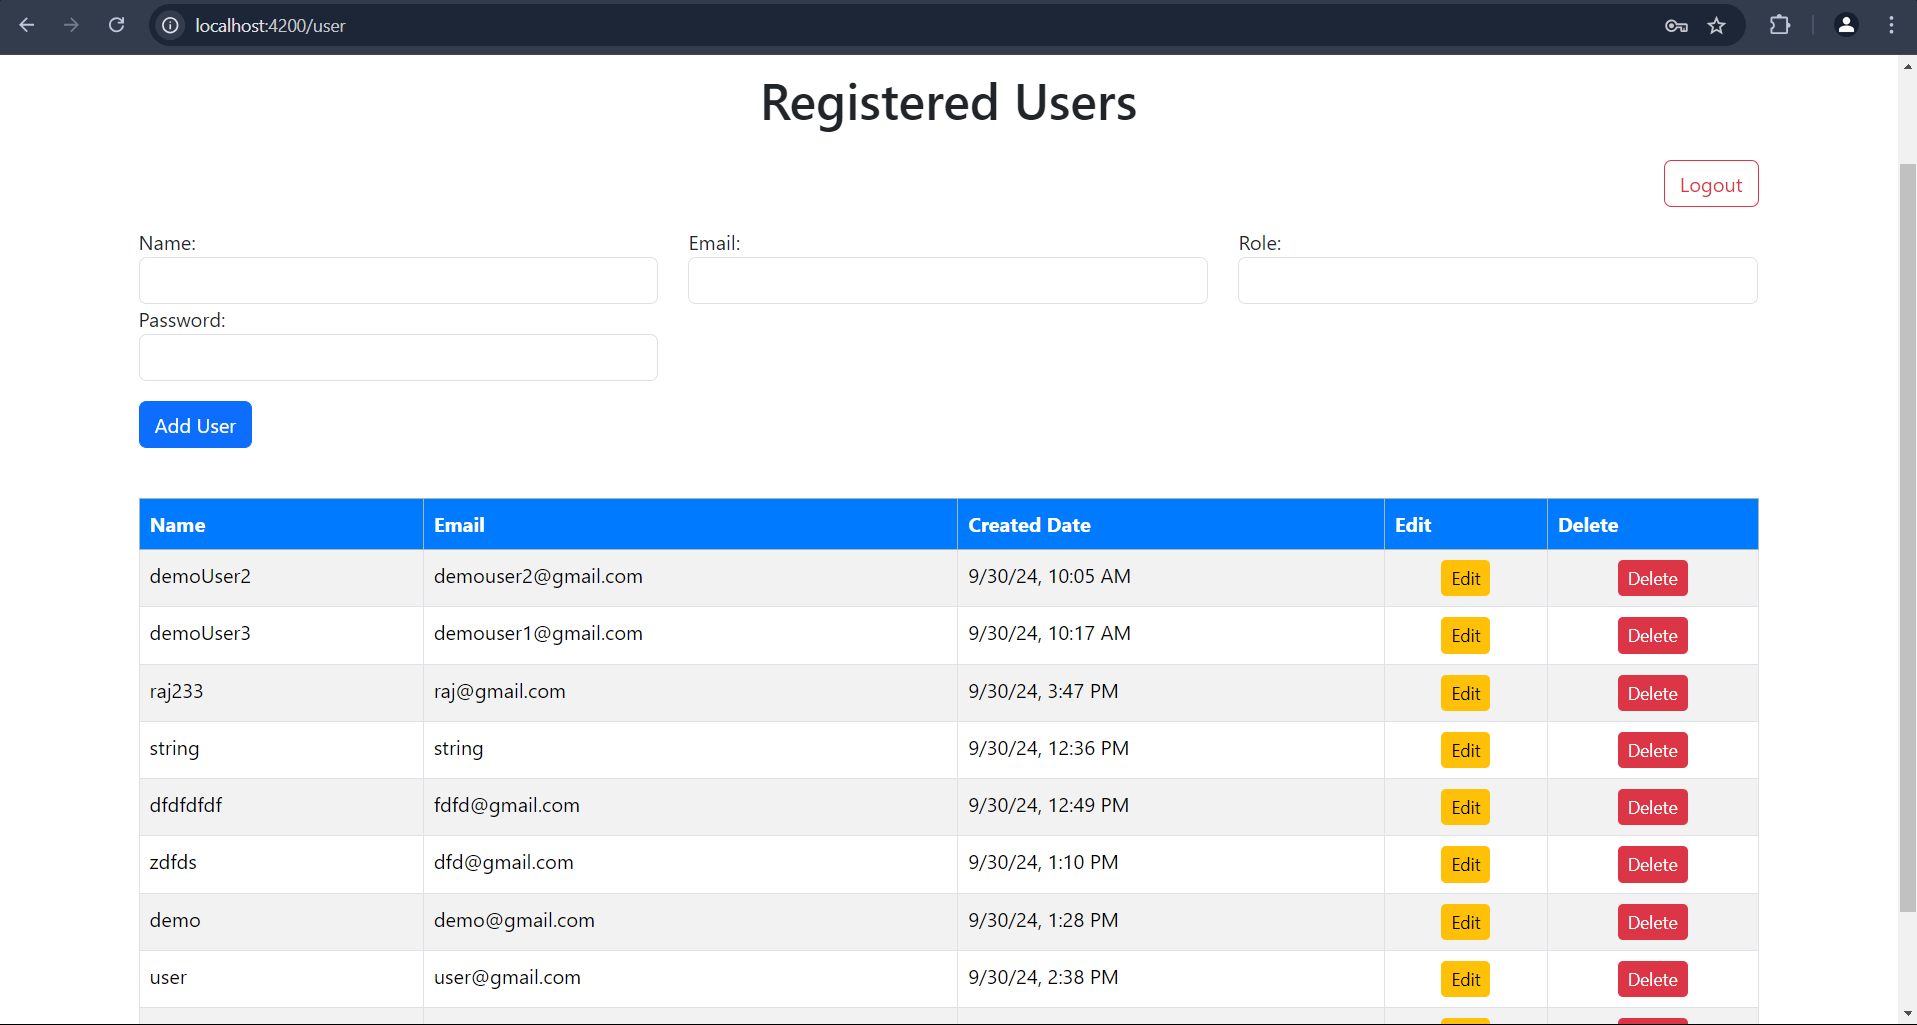 localhost:4200/user
Registered Users
Logout
Name: Email: Role:
Password:
Add User
Name Email Created Date Edit Delete
demoUser2 demouser2@gmail.com 9/30/24, 10:05 AM Edit Delete
demoUser3 demouser1@gmail.com 9/30/24, 10:17 AM Edit Delete
raj233 raj@gmail.com 9/30/24, 3:47 PM Edit Delete
string string 9/30/24, 12:36 PM Edit Delete
dfdfdfdf fdfd@gmail.com 9/30/24, 12:49 PM Edit Delete
zdfds dfd@gmail.com 9/30/24, 1:10 PM Edit Delete
demo demo@gmail.com 9/30/24, 1:28 PM Edit Delete
user user@gmail.com 9/30/24, 2:38 PM Edit Delete